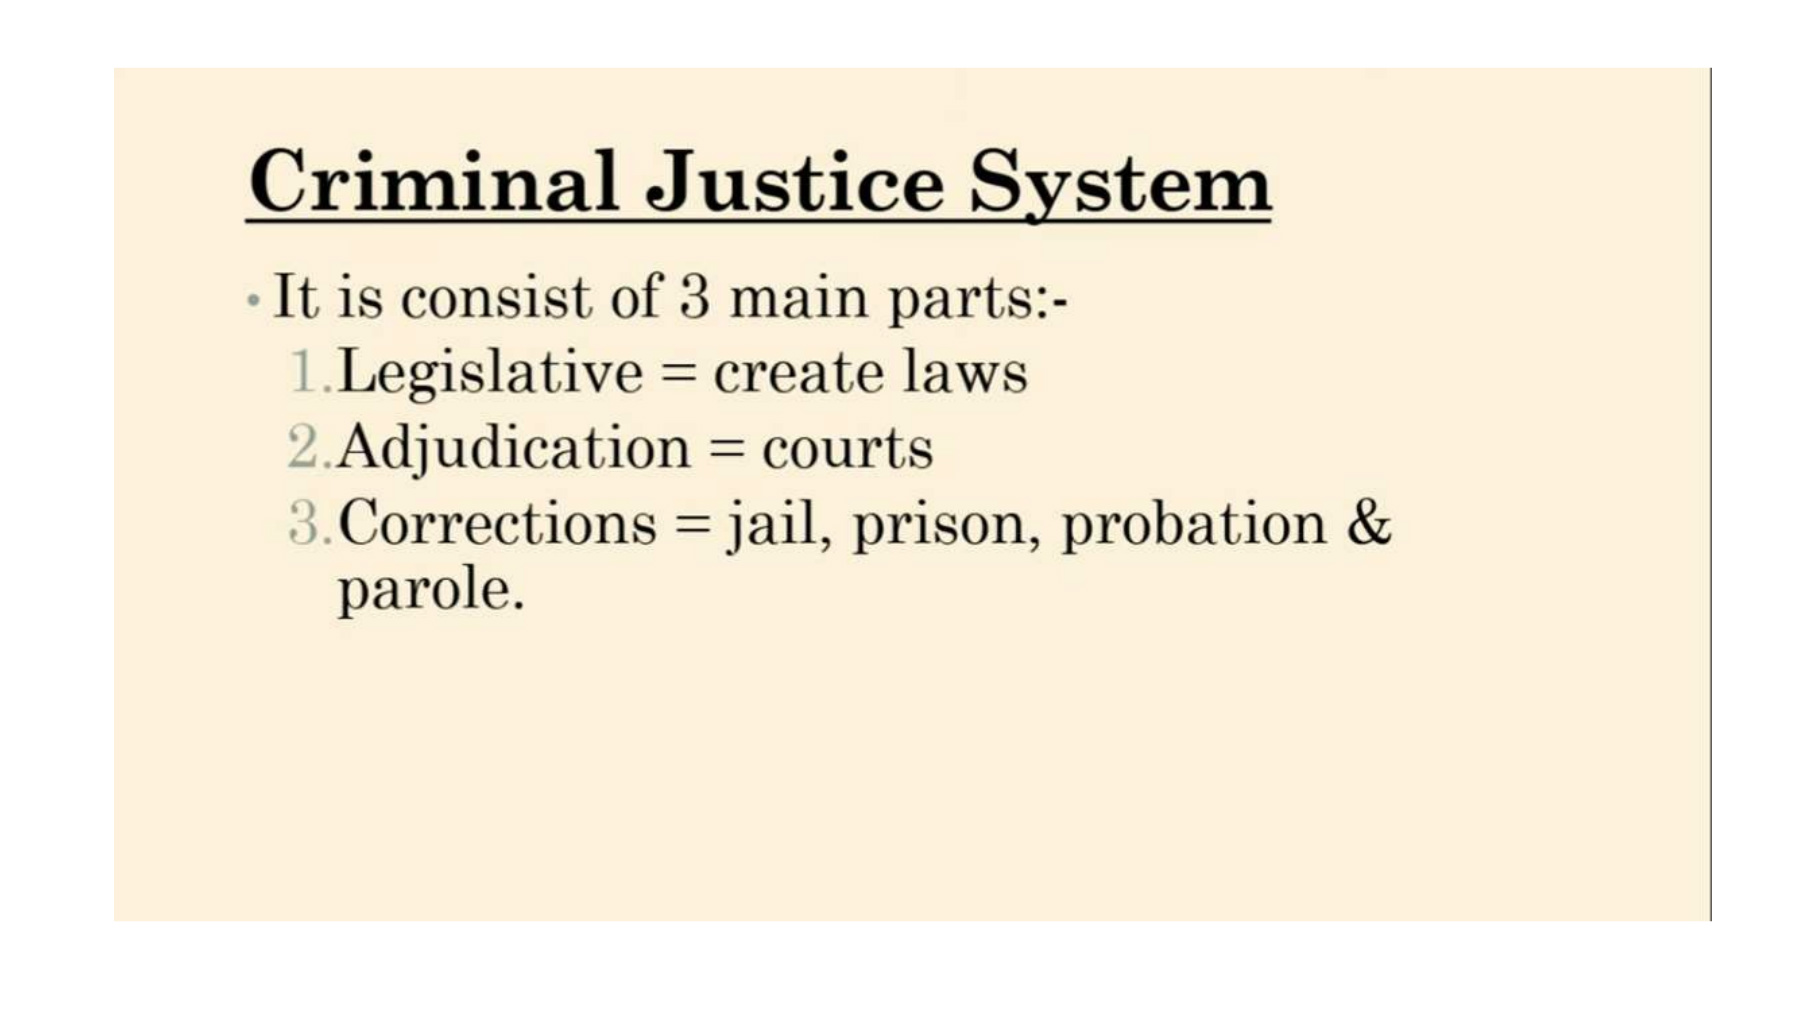 Criminal Justice System
• It is consist of 3 main parts:-
1.Legislative = create laws
2.Adjudication = courts
3.Corrections = jail, prison, probation &
parole.